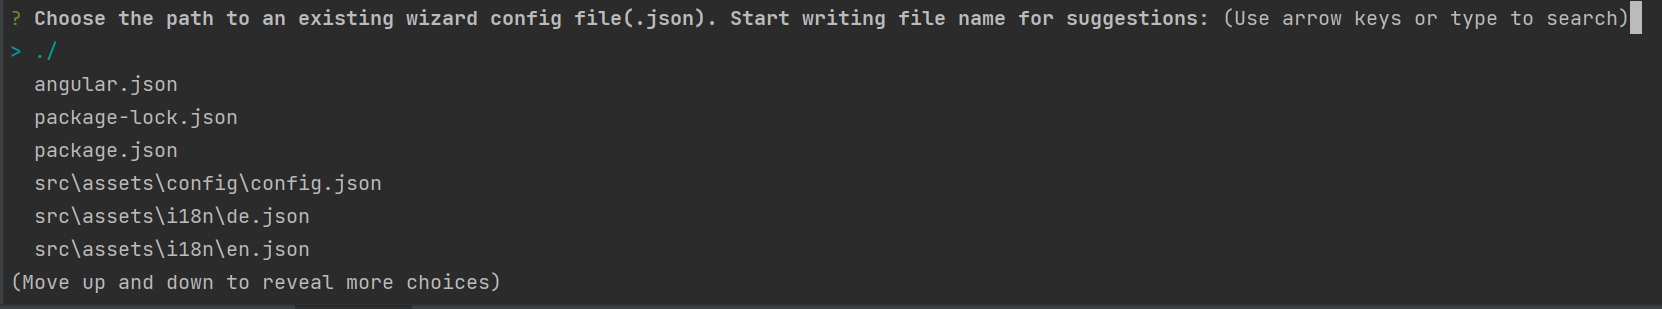 ? Choose the path to an existing wizard config file(.json). Start writing file name for suggestions: (Use arrow keys or type to search)
> ./
angular.json
package-lock.json
package.json
src\assets\config\config.json
src\assets\i18n\de.json
src\assets\i18n\en.json
(Move up and down to reveal more choices)